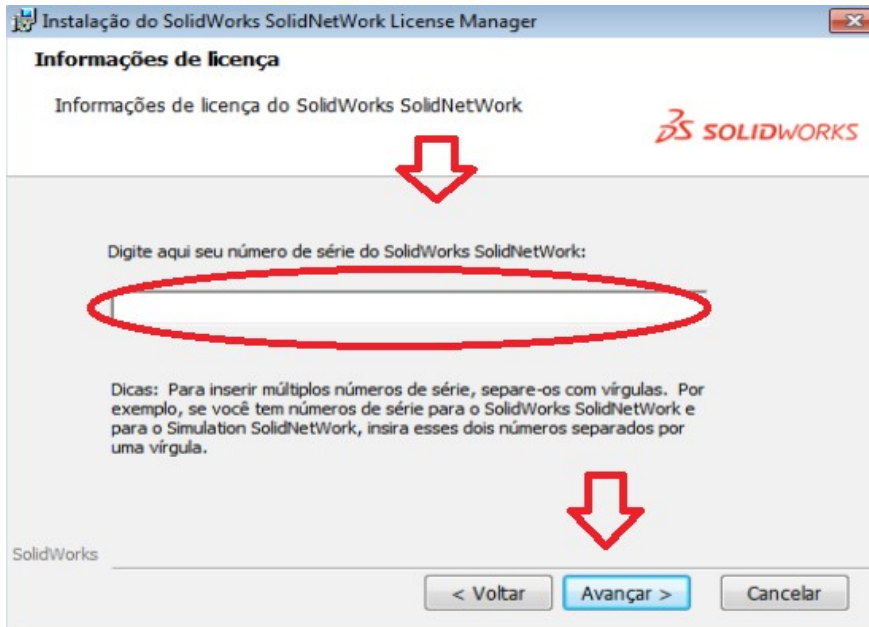 Instalação do SolidWorks SolidNetWork License Manager
Informações de licença
Informações de licença do SolidWorks SolidNetWork
SOLIDWORKS
Digite aqui seu número de série do SolidWorks SolidNetWork:
Dicas: Para inserir múltiplos números de série, separe-os com vírgulas. Por
exemplo, se você tem números de série para o SolidWorks SolidNetWork e
para o Simulation SolidNetWork, insira esses dois números separados por
uma vírgula.
SolidWorks
< Voltar
Avançar >
Cancelar